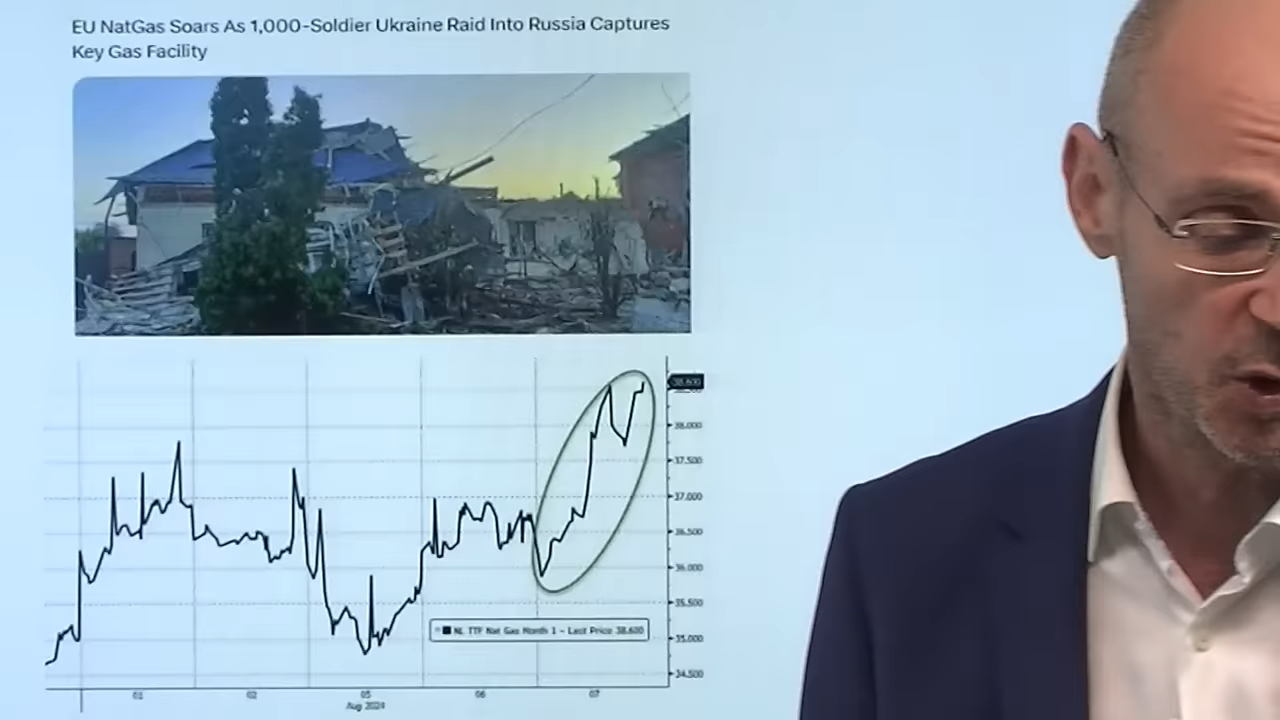 EU NatGas Soars As 1,000-Soldier Ukraine Raid Into Russia Captures
Key Gas Facility
38.600
38.000
37.500
37.000
36.500
36.000
35.500
35.000
34.500
NL TTF Nat Gas Month 1 - Last Price 38.600
01 02 05 06 07
Aug 2024